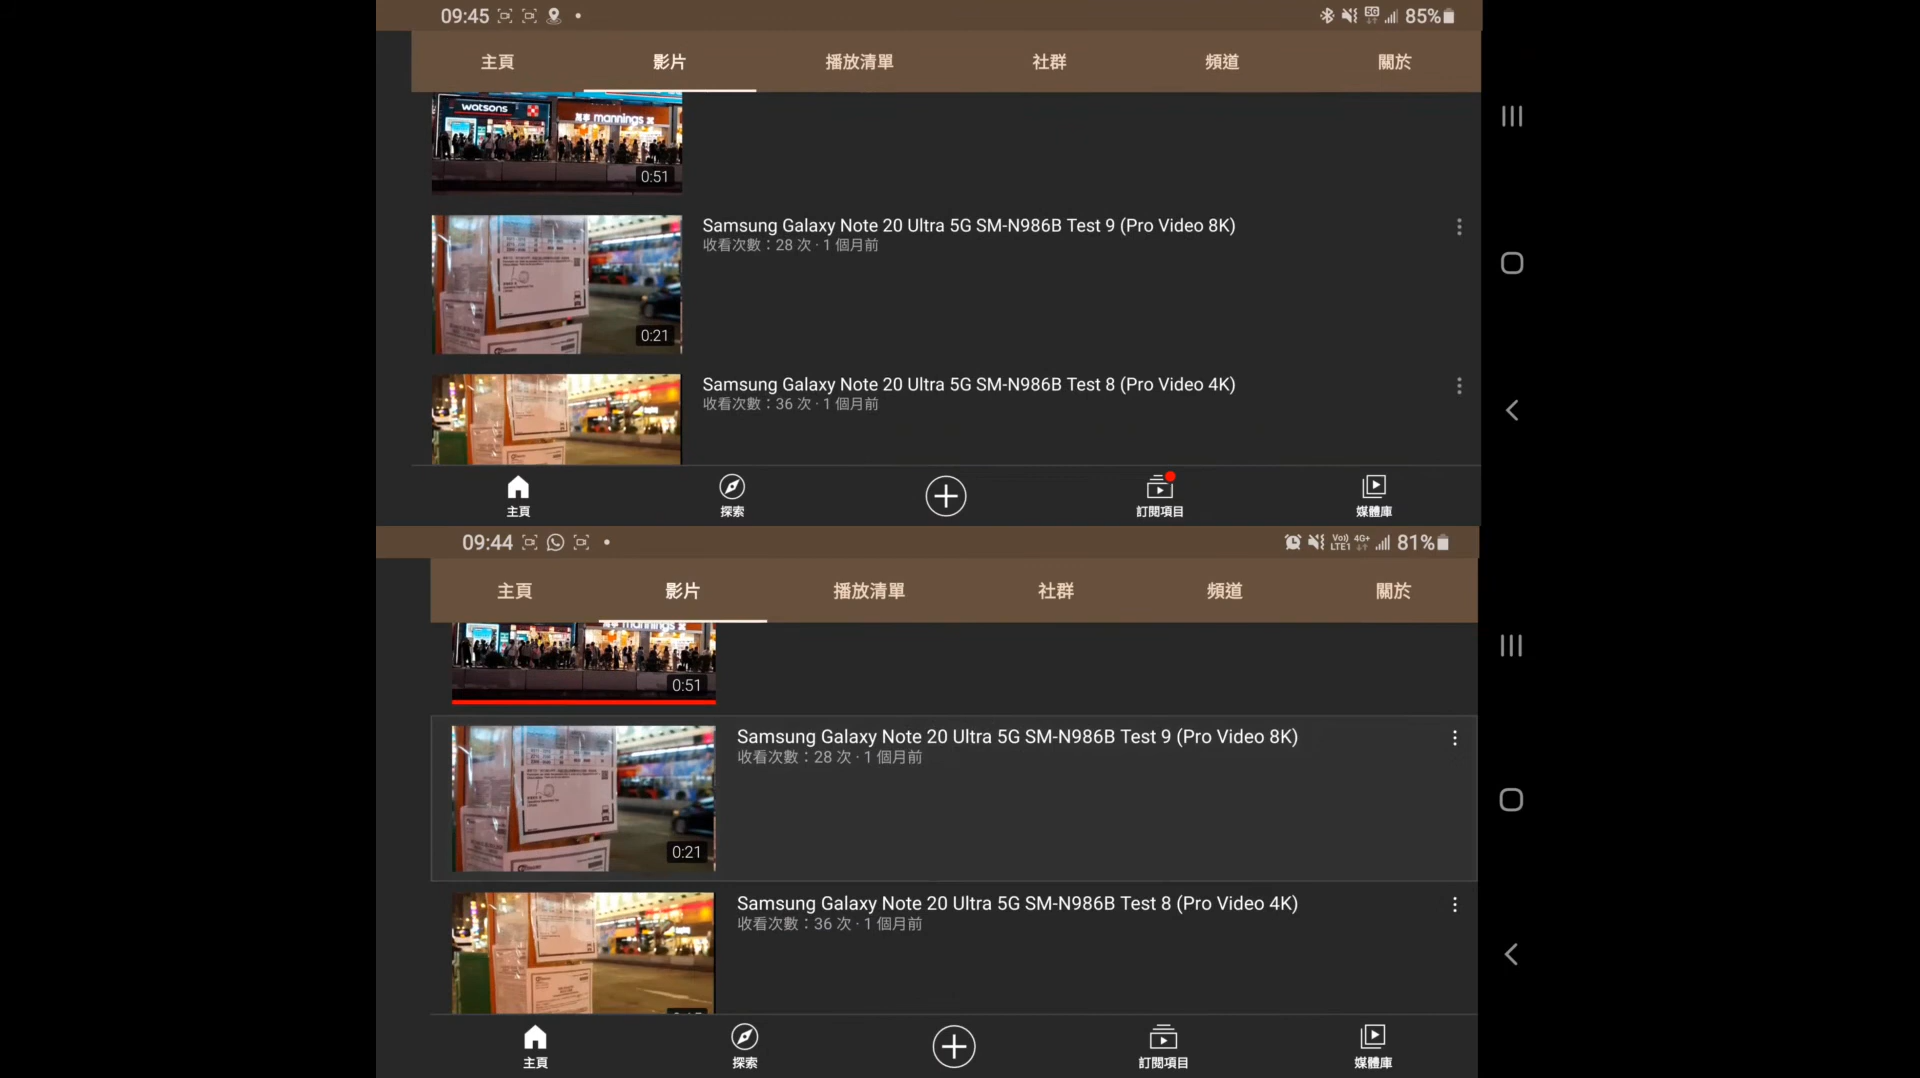 09:45
5G
85%
主頁
影片
播放清單
社群
頻道
關於
watsons
mannings
0:51
Samsung Galaxy Note 20 Ultra 5G SM-N986B Test 9 (Pro Video 8K)
收看次數：28 次 · 1 個月前
0:21
Samsung Galaxy Note 20 Ultra 5G SM-N986B Test 8 (Pro Video 4K)
收看次數：36 次 · 1 個月前
主頁
探索
訂閱項目
媒體庫
09:44
Vo)) LTE1 4G+
81%
主頁
影片
播放清單
社群
頻道
關於
mannings
0:51
Samsung Galaxy Note 20 Ultra 5G SM-N986B Test 9 (Pro Video 8K)
收看次數：28 次 · 1 個月前
0:21
Samsung Galaxy Note 20 Ultra 5G SM-N986B Test 8 (Pro Video 4K)
收看次數：36 次 · 1 個月前
主頁
探索
訂閱項目
媒體庫